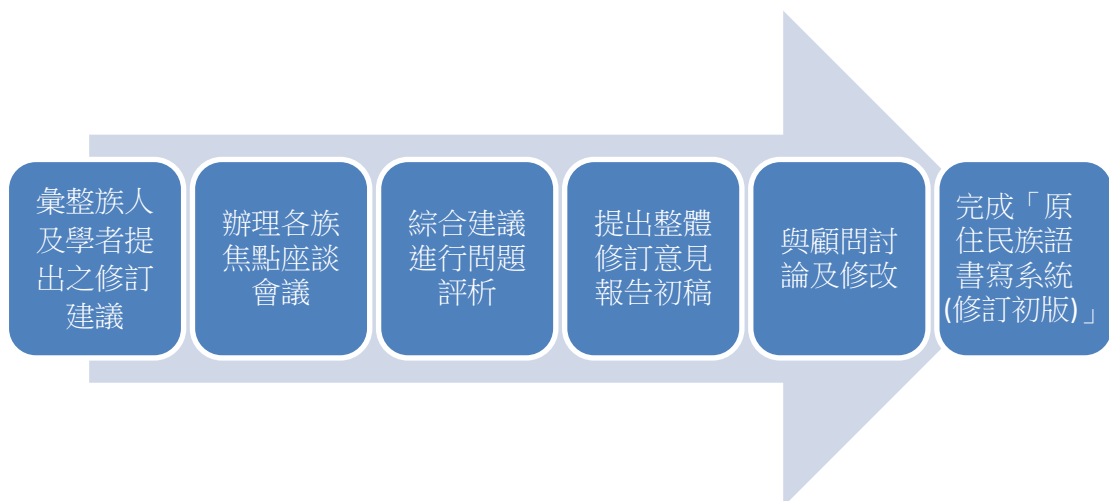 彙整族人
及學者提
出之修訂
建議
辦理各族
焦點座談
會議
綜合建議
進行問題
評析
提出整體
修訂意見
報告初稿
與顧問討
論及修改
完成「原
住民族語
書寫系統
(修訂初版)」